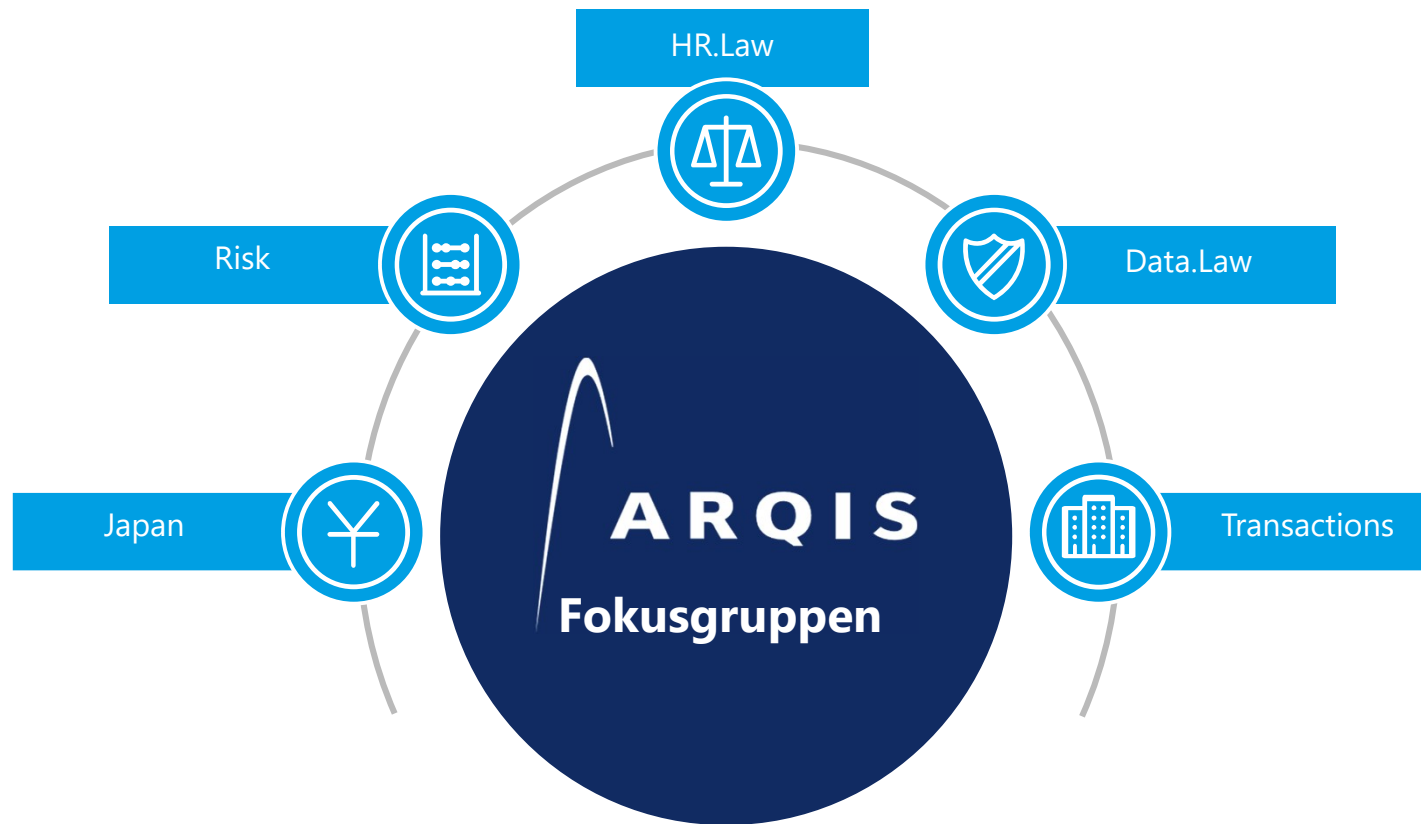 HR.Law
Risk
Data.Law
Japan
Transactions
ARQIS
Fokusgruppen